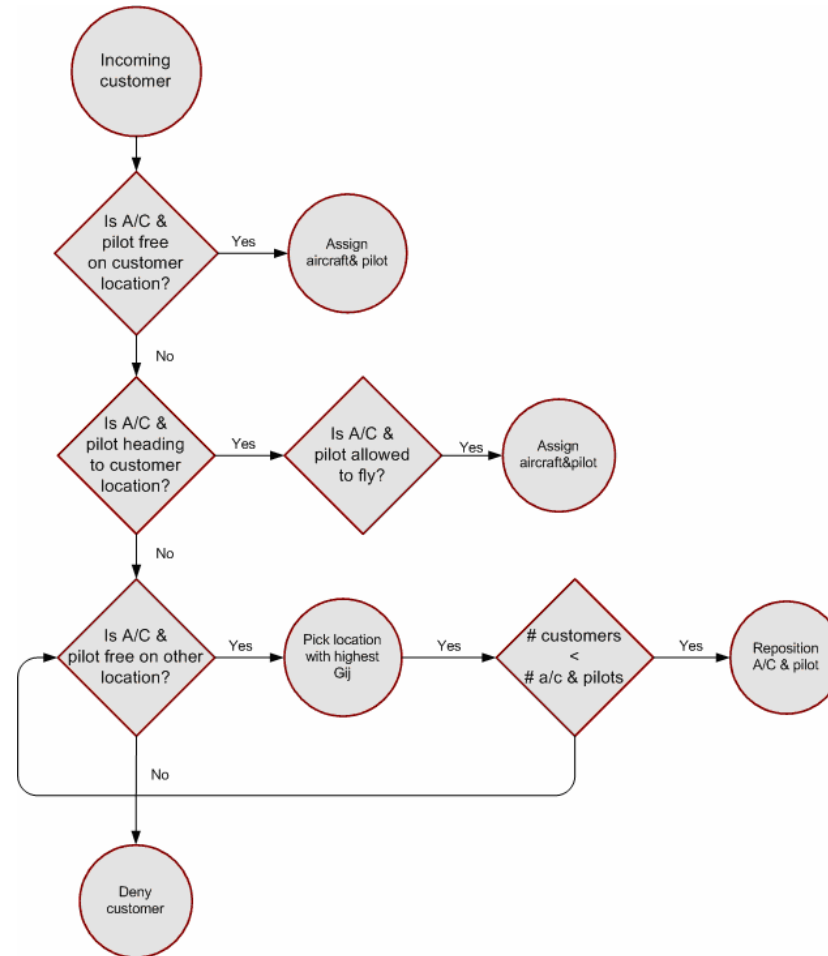 Incoming
customer
Is A/C &
pilot free
on customer
location?
Yes
Assign
aircraft& pilot
No
Is A/C &
pilot heading
to customer
location?
Yes
Is A/C &
pilot allowed
to fly?
Yes
Assign
aircraft&pilot
No
Is A/C &
pilot free on other
location?
Yes
Pick location
with highest
Gij
Yes
# customers
<
# a/c & pilots
Yes
Reposition
A/C & pilot
No
Deny
customer